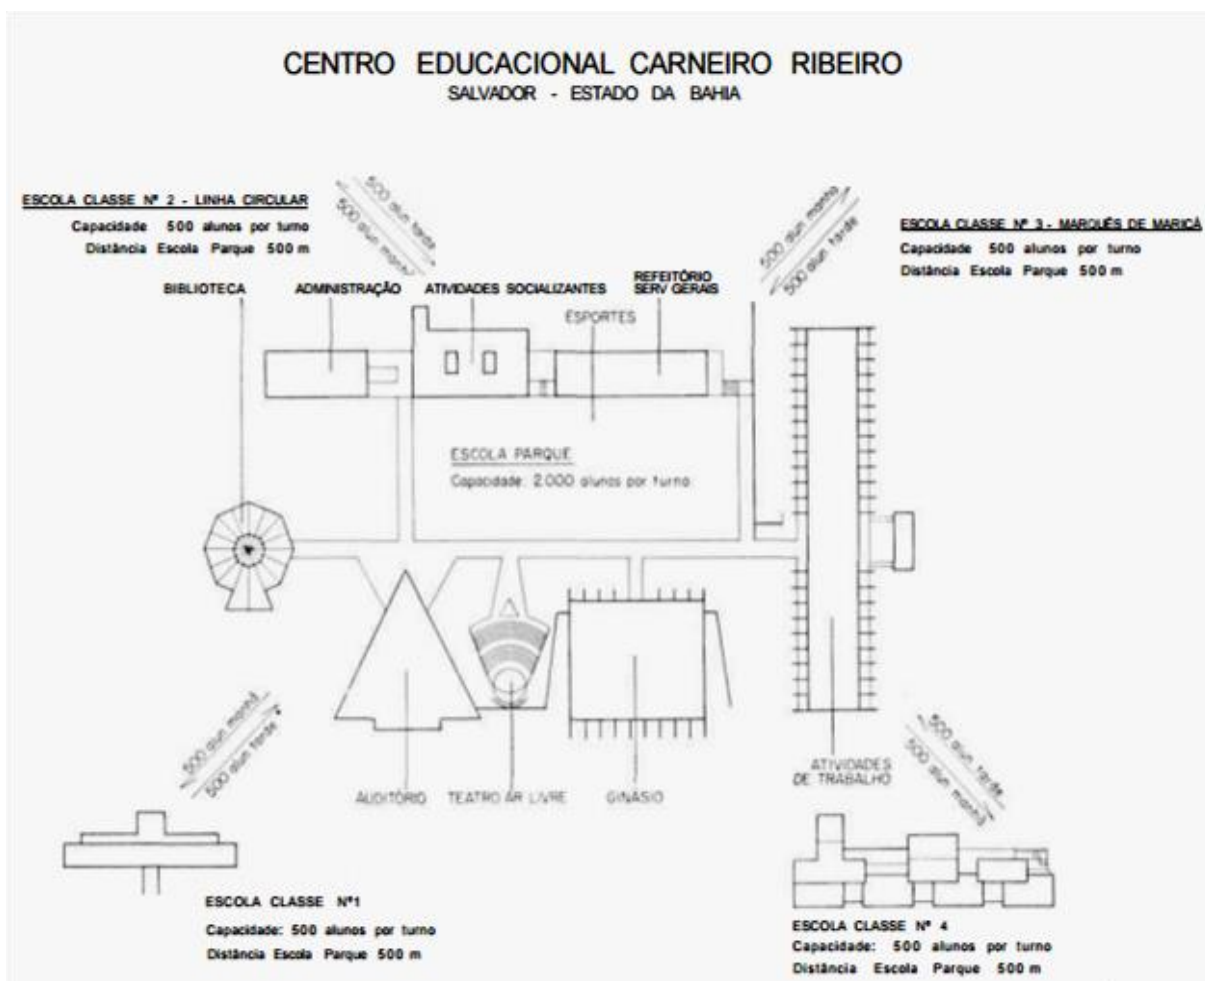 CENTRO EDUCACIONAL CARNEIRO RIBEIRO
SALVADOR - ESTADO DA BAHIA
ESCOLA CLASSE Nº 2 - LINHA CIRCULAR
Capacidade 500 alunos por turno
Distância Escola Parque 500 m
500 alun tarde
500 alun manhã
500 alun manhã
500 alun tarde
ESCOLA CLASSE Nº 3 - MARQUÊS DE MARICÁ
Capacidade 500 alunos por turno
Distância Escola Parque 500 m
BIBLIOTECA
ADMINISTRAÇÃO
ATIVIDADES SOCIALIZANTES
REFEITÓRIO
SERV GERAIS
ESPORTES
ESCOLA PARQUE
Capacidade: 2.000 alunos por turno
500 alun manhã
500 alun tarde
AUDITÓRIO
TEATRO AR LIVRE
GINÁSIO
ATIVIDADES
DE TRABALHO
500 alun tarde
500 alun manhã
ESCOLA CLASSE Nº1
Capacidade: 500 alunos por turno
Distância Escola Parque 500 m
ESCOLA CLASSE Nº 4
Capacidade: 500 alunos por turno
Distância Escola Parque 500 m